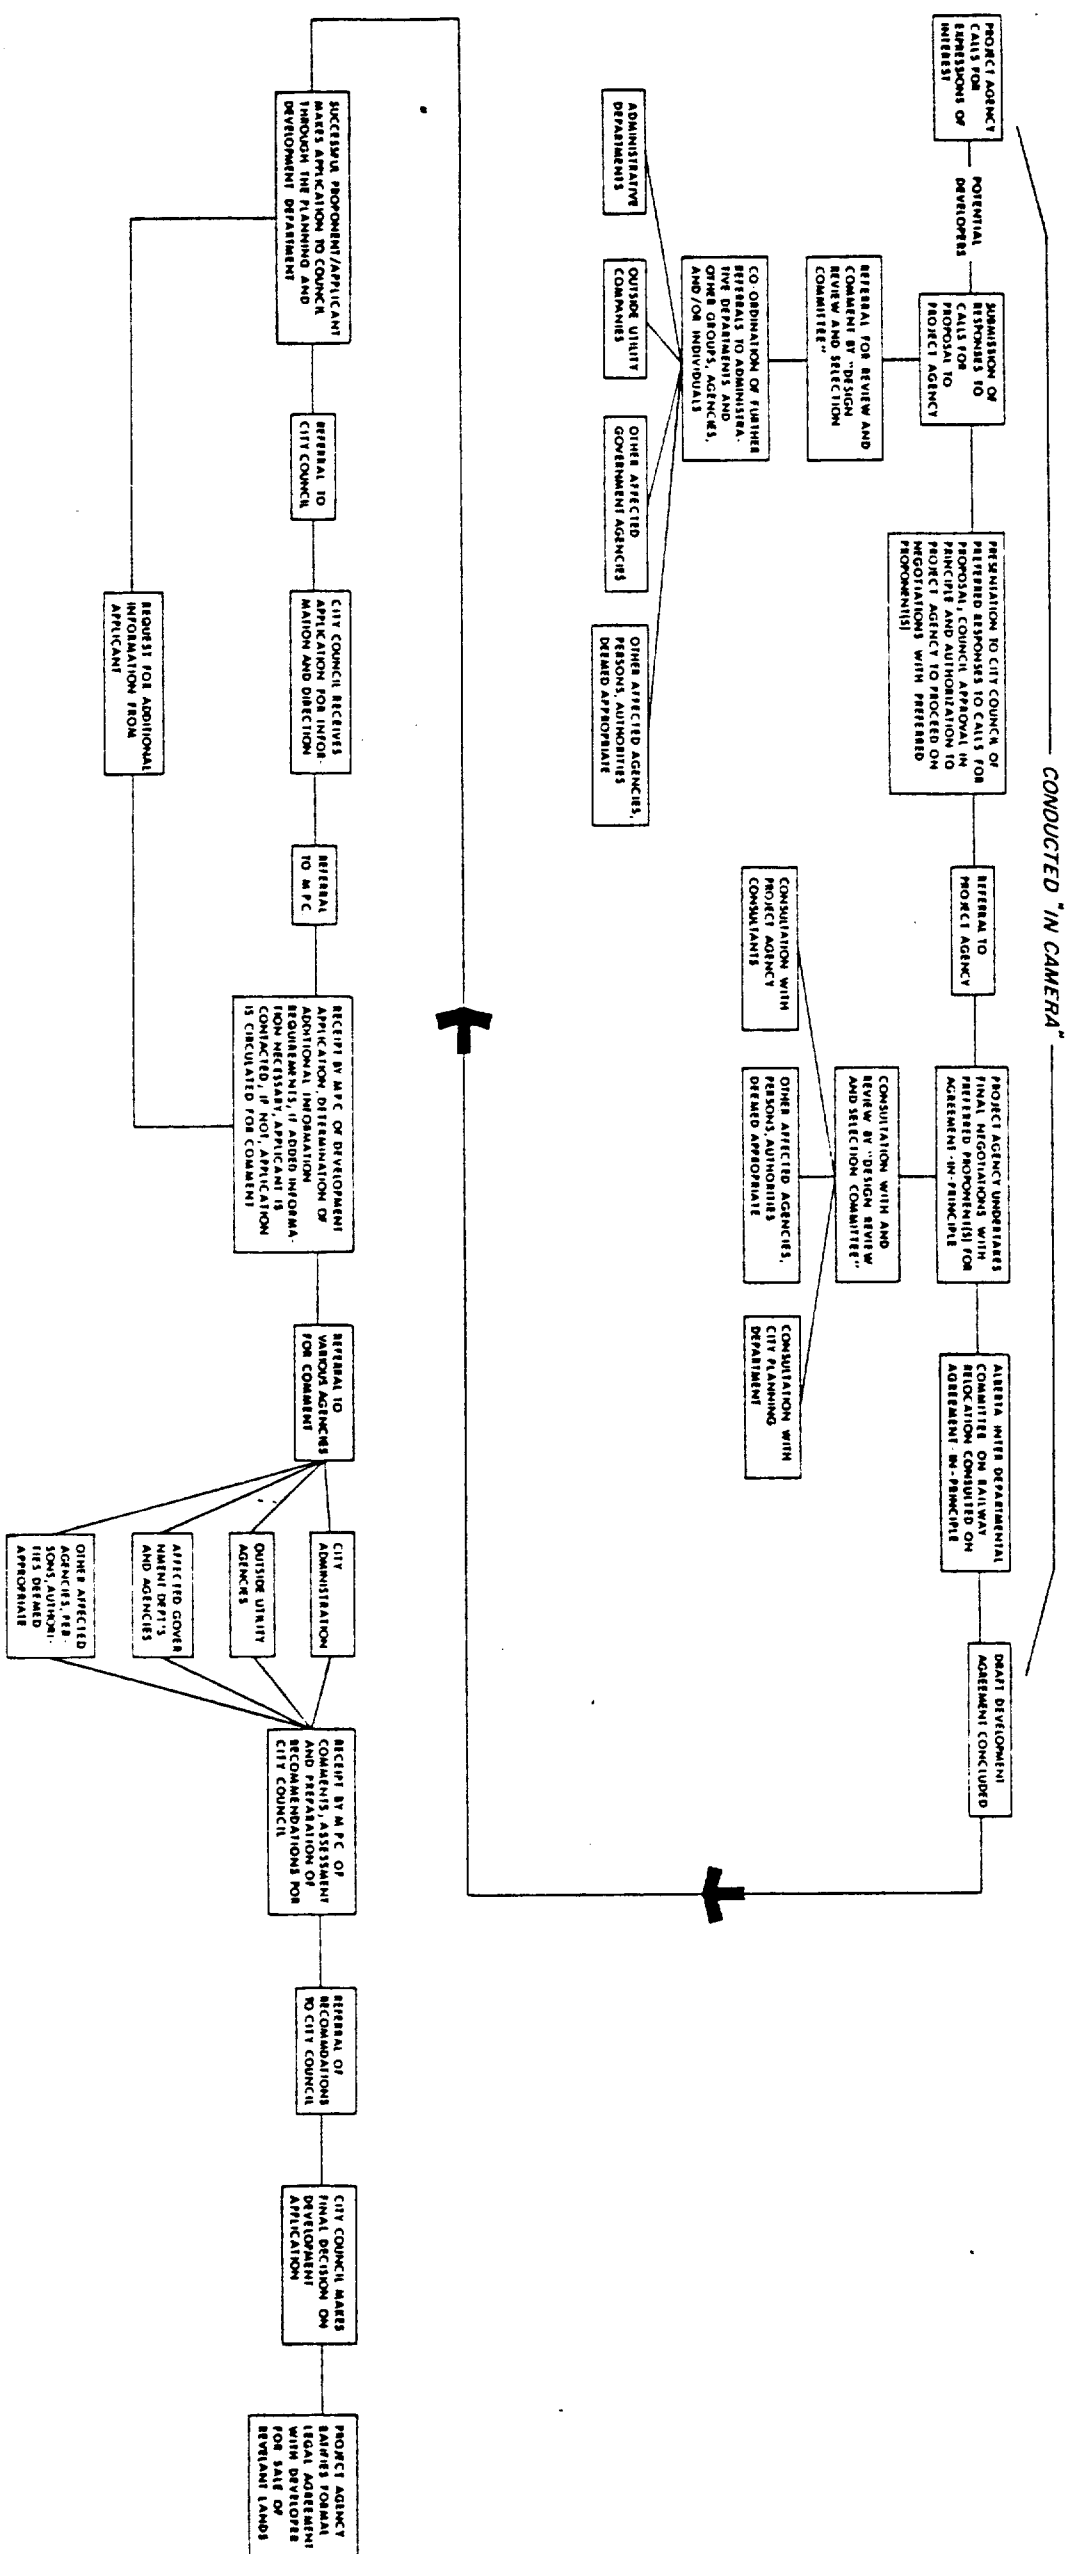 CONDUCTED "IN CAMERA"
PROJECT AGENCY
CALLS FOR
EXPRESSIONS OF
INTEREST
POTENTIAL
DEVELOPERS
SUBMISSION OF
RESPONSES TO
CALLS FOR
PROPOSAL TO
PROJECT AGENCY
PRESENTATION TO CITY COUNCIL OF
PREFERRED RESPONSES TO CALLS FOR
PROPOSAL, COUNCIL APPROVAL IN
PRINCIPLE AND AUTHORIZATION TO
PROJECT AGENCY TO PROCEED ON
NEGOTIATIONS WITH PREFERRED
PROPONENT(S)
REFERRAL TO
PROJECT AGENCY
PROJECT AGENCY UNDERTAKES
FINAL NEGOTIATIONS WITH
PREFERRED PROPONENT(S) FOR
AGREEMENT-IN-PRINCIPLE
ALBERTA INTER DEPARTMENTAL
COMMITTEE ON RAILWAY
RELOCATION CONSULTED ON
AGREEMENT-IN-PRINCIPLE
DRAFT DEVELOPMENT
AGREEMENT CONCLUDED
REFERRAL FOR REVIEW AND
COMMENT BY "DESIGN
REVIEW AND SELECTION
COMMITTEE"
CO-ORDINATION OF FURTHER
REFERRALS TO ADMINISTRA-
TIVE DEPARTMENTS AND
OTHER GROUPS, AGENCIES,
AND/OR INDIVIDUALS
ADMINISTRATIVE
DEPARTMENTS
OUTSIDE UTILITY
COMPANIES
OTHER AFFECTED
GOVERNMENT AGENCIES
OTHER AFFECTED AGENCIES,
PERSONS, AUTHORITIES
DEEMED APPROPRIATE
CONSULTATION WITH AND
REVIEW BY "DESIGN REVIEW
AND SELECTION COMMITTEE"
CONSULTATION WITH
PROJECT AGENCY
CONSULTANTS
OTHER AFFECTED AGENCIES,
PERSONS, AUTHORITIES
DEEMED APPROPRIATE
CONSULTATION WITH
CITY PLANNING
DEPARTMENT
SUCCESSFUL PROPONENT/APPLICANT
MAKES APPLICATION TO COUNCIL
THROUGH THE PLANNING AND
DEVELOPMENT DEPARTMENT
REFERRAL TO
CITY COUNCIL
CITY COUNCIL RECEIVES
APPLICATION FOR INFOR-
MATION AND DIRECTION
REFERRAL
TO M.P.C.
RECEIPT BY MPC OF DEVELOPMENT
APPLICATION, DETERMINATION OF
ADDITIONAL INFORMATION
REQUIREMENTS, IF ADDED INFORMA-
TION NECESSARY, APPLICANT IS
CONTACTED, IF NOT, APPLICATION
IS CIRCULATED FOR COMMENT
REQUEST FOR ADDITIONAL
INFORMATION FROM
APPLICANT
REFERRAL TO
VARIOUS AGENCIES
FOR COMMENT
CITY
ADMINISTRATION
OUTSIDE UTILITY
AGENCIES
AFFECTED GOVER
NMENT DEPT'S
AND AGENCIES
OTHER AFFECTED
AGENCIES, PER-
SONS, AUTHORI-
TIES DEEMED
APPROPRIATE
RECEIPT BY MPC OF
COMMENTS, ASSESSMENT
AND PREPARATION OF
RECOMMENDATIONS FOR
CITY COUNCIL
REFERRAL OF
RECOMMDATIONS
TO CITY COUNCIL
CITY COUNCIL MAKES
FINAL DECISION ON
DEVELOPMENT
APPLICATION
PROJECT AGENCY
RATIFIES FORMAL
LEGAL AGREEMENT
WITH DEVELOPER
FOR SALE OF
REVELANT LANDS